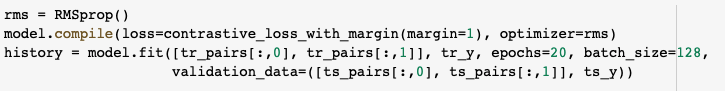 rms = RMSprop()
model.compile(loss=contrastive_loss_with_margin(margin=1), optimizer=rms)
history = model.fit([tr_pairs[:,0], tr_pairs[:,1]], tr_y, epochs=20, batch_size=128,
validation_data=([ts_pairs[:,0], ts_pairs[:,1]], ts_y))